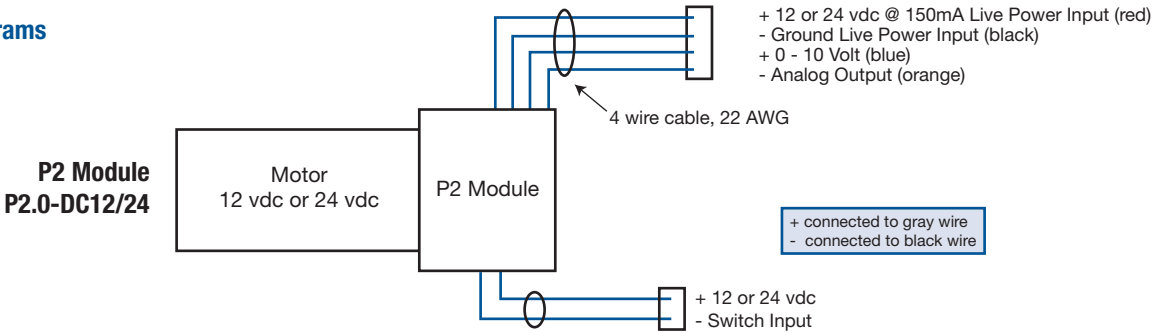 rams
+ 12 or 24 vdc @ 150mA Live Power Input (red)
- Ground Live Power Input (black)
+ 0 - 10 Volt (blue)
- Analog Output (orange)
4 wire cable, 22 AWG
P2 Module
P2.0-DC12/24
Motor
12 vdc or 24 vdc
P2 Module
+ connected to gray wire
- connected to black wire
+ 12 or 24 vdc
- Switch Input